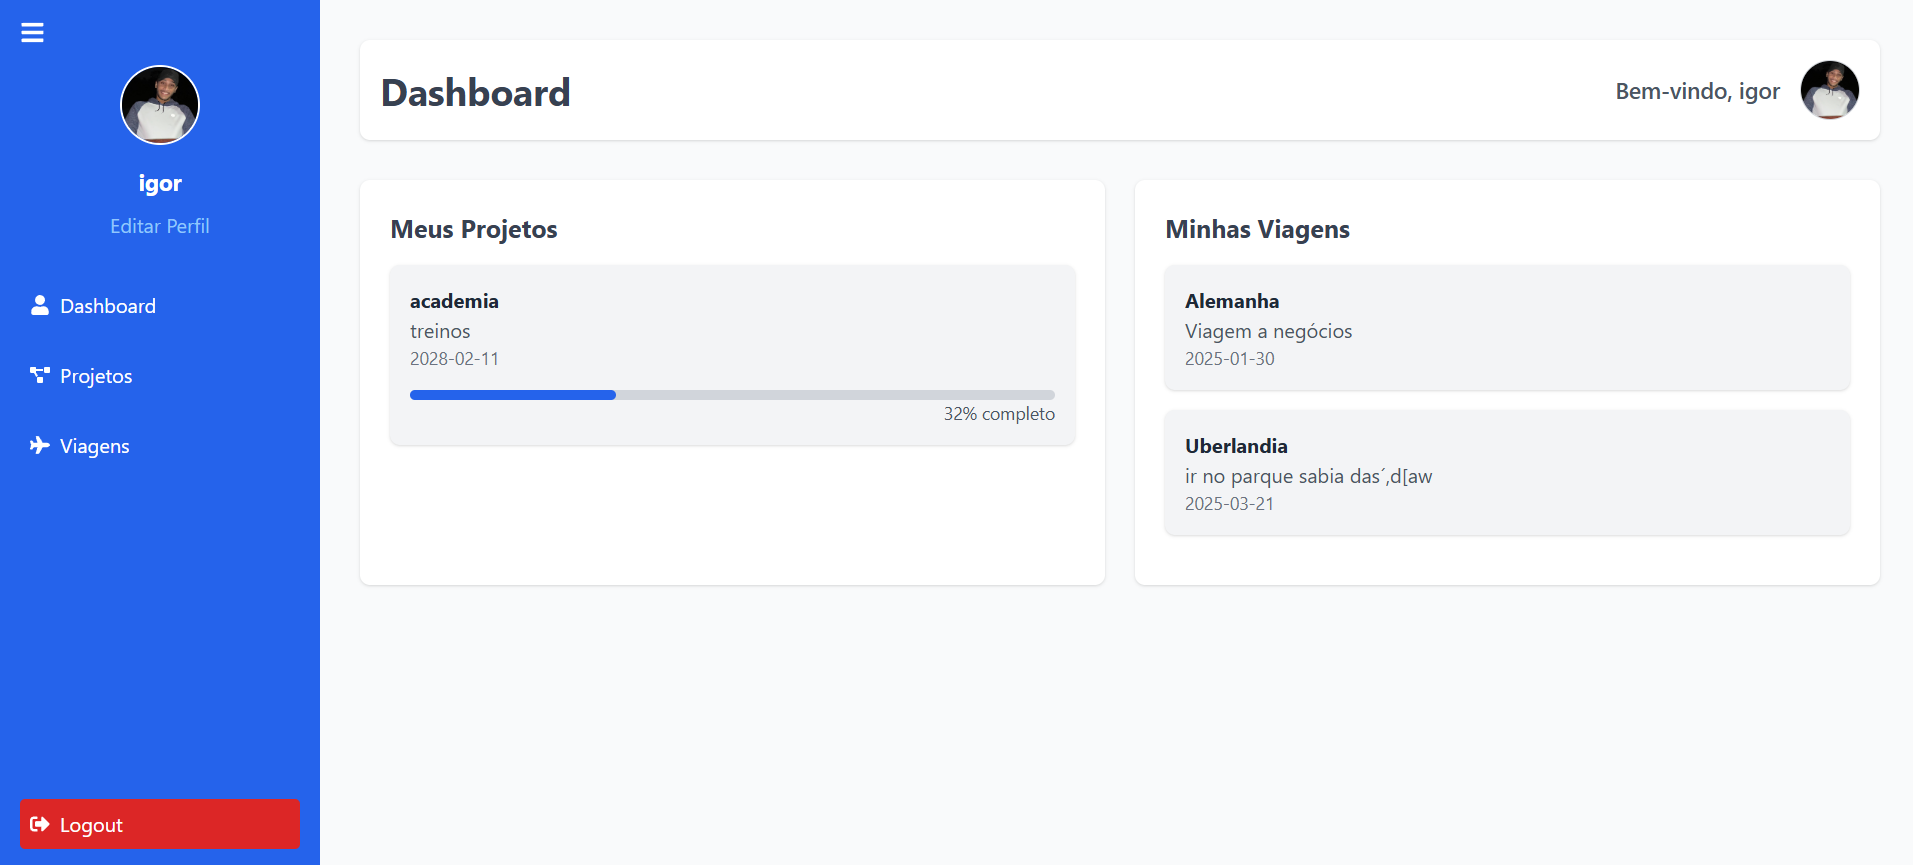 igor
Editar Perfil
Dashboard
Projetos
Viagens
Logout
Dashboard
Bem-vindo, igor
Meus Projetos
academia
treinos
2028-02-11
32% completo
Minhas Viagens
Alemanha
Viagem a negócios
2025-01-30
Uberlandia
ir no parque sabia das´,d[aw
2025-03-21